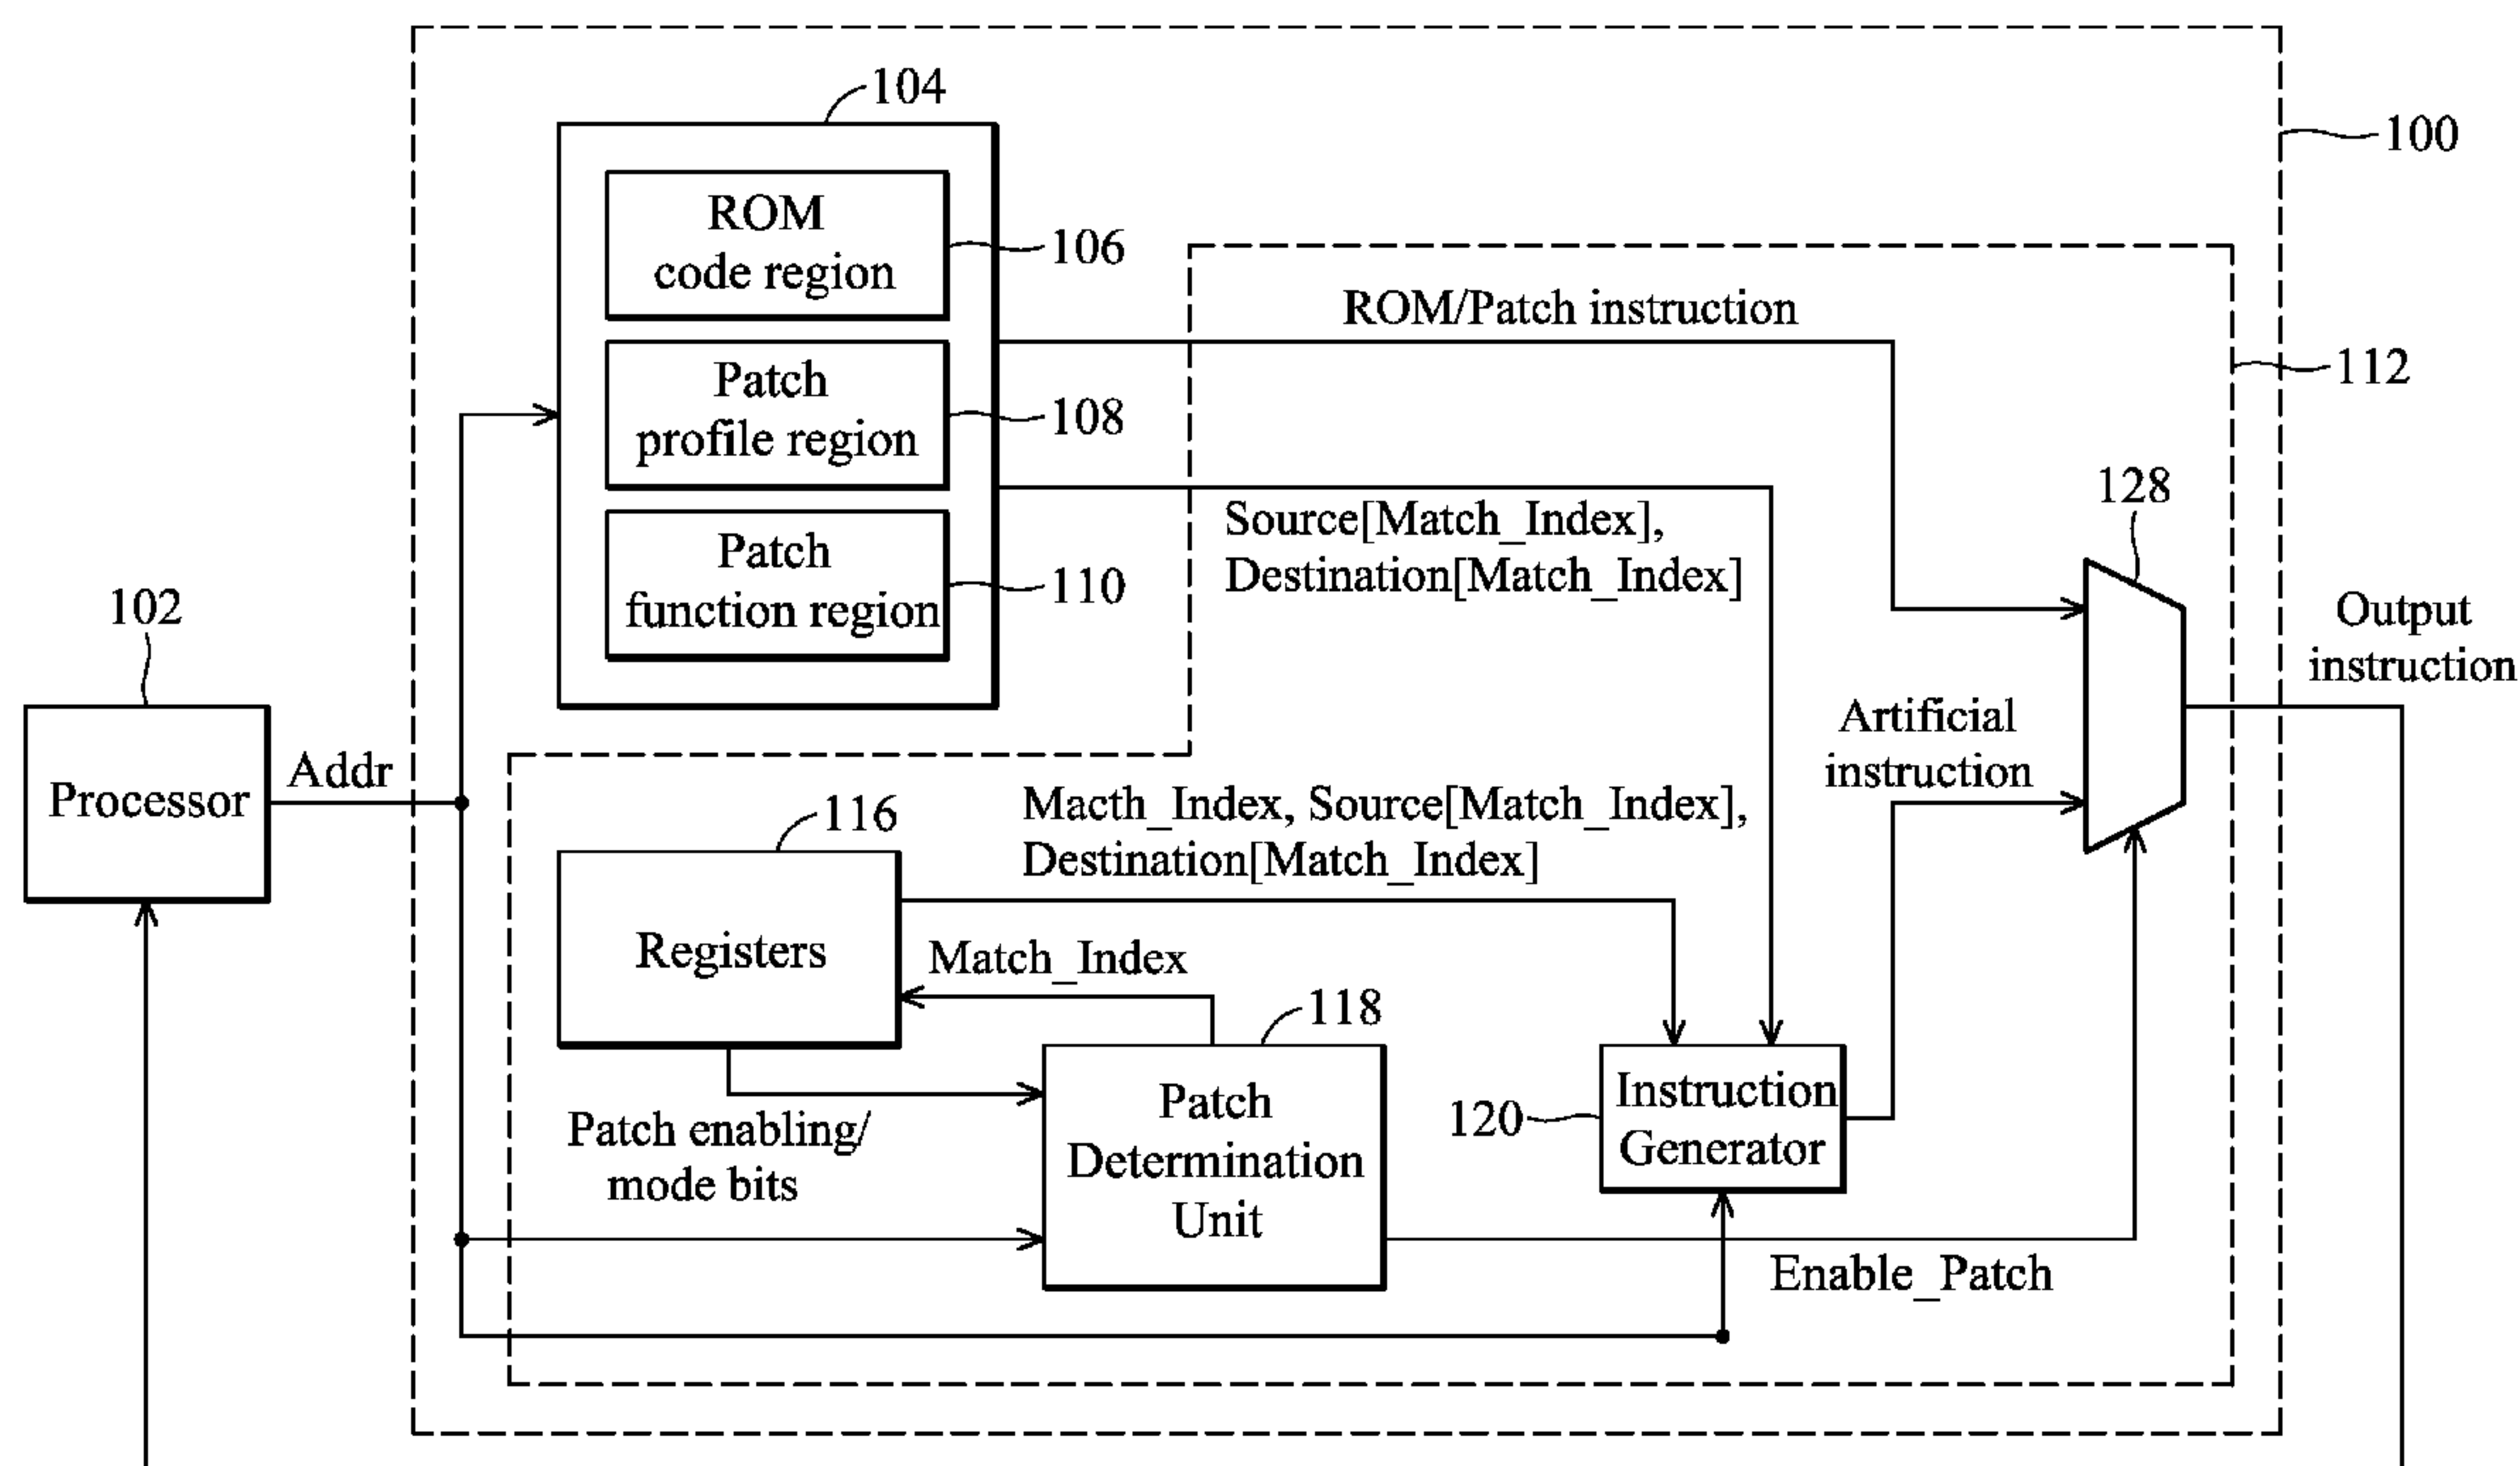 104
100
ROM
code region
106
ROM/Patch instruction
112
Patch
profile region
108
128
Source[Match_Index],
Destination[Match_Index]
Patch
function region
110
102
Output
instruction
Artificial
instruction
Processor
Addr
116
Macth_Index, Source[Match_Index],
Destination[Match_Index]
Registers
Match_Index
118
Patch enabling/
mode bits
Patch
Determination
Unit
120
Instruction
Generator
Enable_Patch